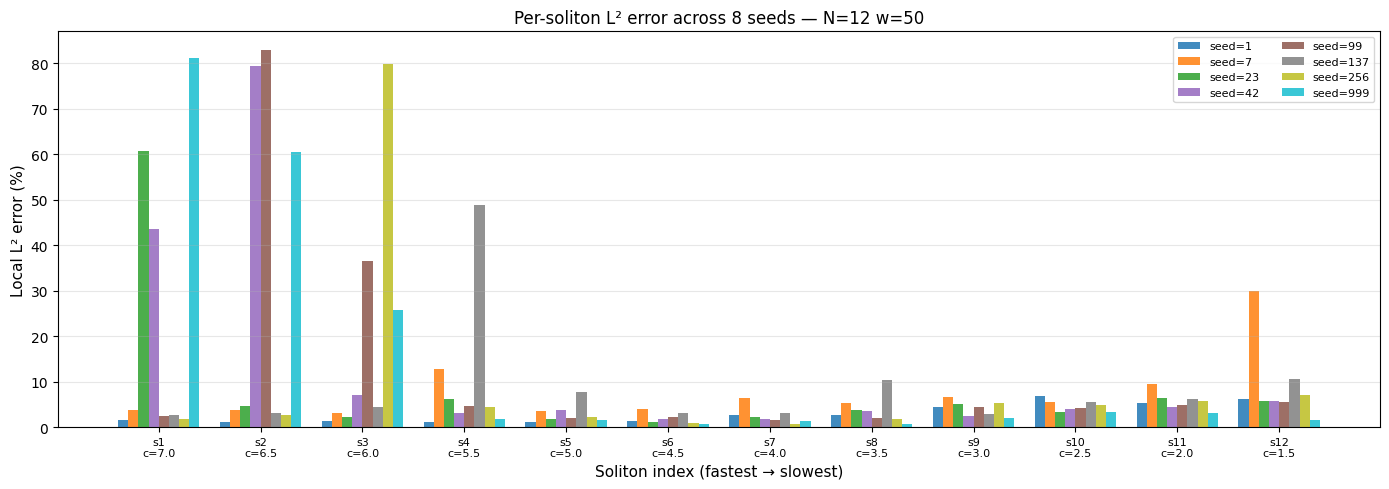 Per-soliton L² error across 8 seeds — N=12 w=50
Local L² error (%)
80
70
60
50
40
30
20
10
0
seed=1
seed=7
seed=23
seed=42
seed=99
seed=137
seed=256
seed=999
s1
c=7.0
s2
c=6.5
s3
c=6.0
s4
c=5.5
s5
c=5.0
s6
c=4.5
s7
c=4.0
s8
c=3.5
s9
c=3.0
s10
c=2.5
s11
c=2.0
s12
c=1.5
Soliton index (fastest → slowest)